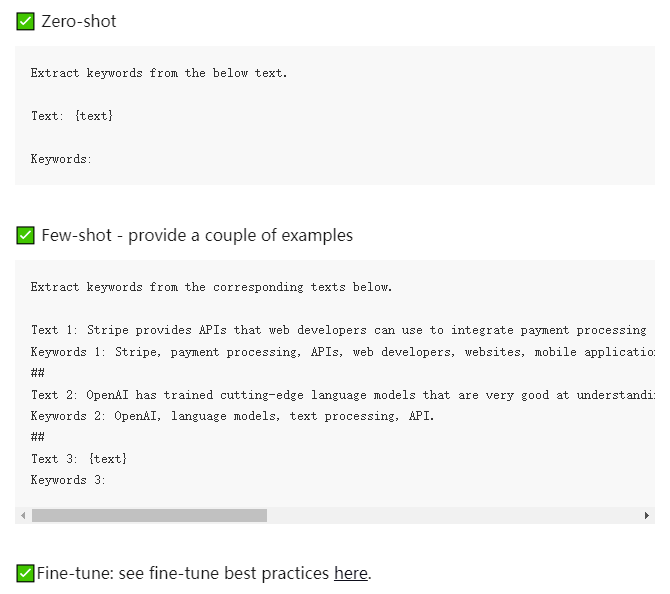 ✅ Zero-shot
Extract keywords from the below text.
Text: {text}
Keywords:
✅ Few-shot - provide a couple of examples
Extract keywords from the corresponding texts below.
Text 1: Stripe provides APIs that web developers can use to integrate payment processing
Keywords 1: Stripe, payment processing, APIs, web developers, websites, mobile
##
Text 2: OpenAI has trained cutting-edge language models that are very good at
Keywords 2: OpenAI, language models, text processing, API.
##
Text 3: {text}
Keywords 3:
✅Fine-tune: see fine-tune best practices here.